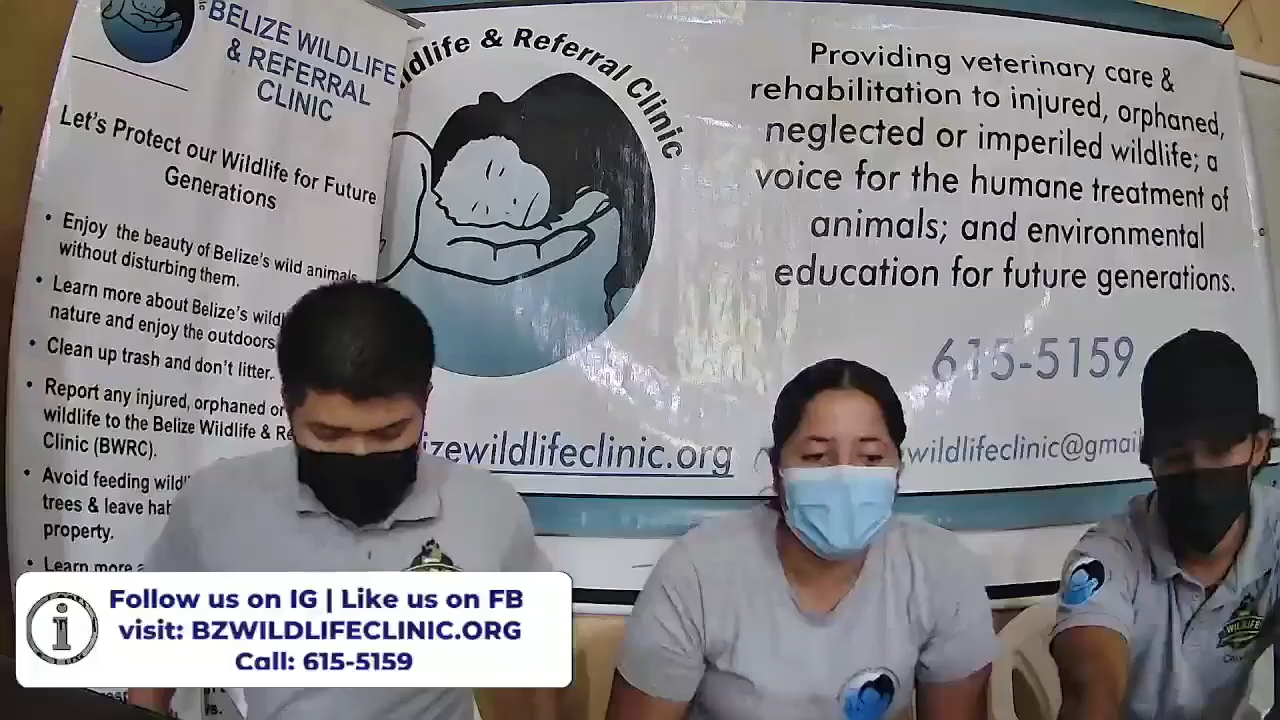 BELIZE WILDLIFE
& REFERRAL
CLINIC
Let's Protect our Wildlife for Future
Generations
• Enjoy the beauty of Belize's wild animals
without disturbing them.
• Learn more about Belize's wild
nature and enjoy the outdoors
• Clean up trash and don't litter.
• Report any injured, orphaned or
wildlife to the Belize Wildlife & Re
Clinic (BWRC).
• Avoid feeding wild
trees & leave hab
property.
• Learn more
dlife & Referral Clinic
Providing veterinary care &
rehabilitation to injured, orphaned,
neglected or imperiled wildlife; a
voice for the humane treatment of
animals; and environmental
education for future generations.
615-5159
izewildlifeclinic.org
wildlifeclinic@gmail
WILDLIFE
Follow us on IG | Like us on FB
visit: BZWILDLIFECLINIC.ORG
Call: 615-5159